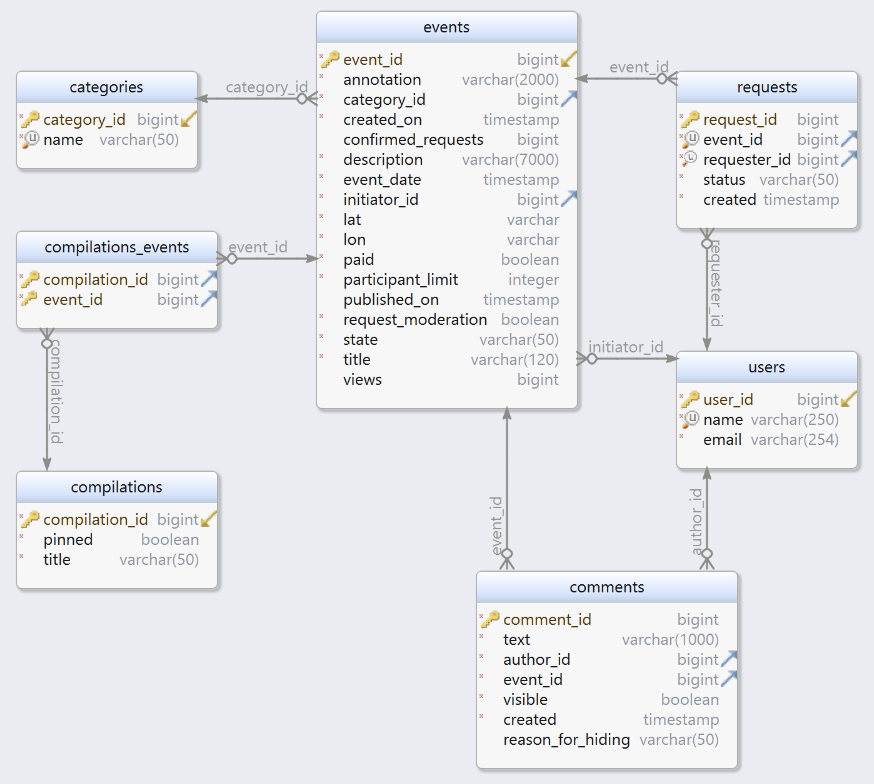 events
event_id bigint
annotation varchar(2000)
category_id bigint
created_on timestamp
confirmed_requests bigint
description varchar(7000)
event_date timestamp
initiator_id bigint
lat varchar
lon varchar
paid boolean
participant_limit integer
published_on timestamp
request_moderation boolean
state varchar(50)
title varchar(120)
views bigint
categories
category_id bigint
name varchar(50)
category_id
event_id
requests
request_id bigint
event_id bigint
requester_id bigint
status varchar(50)
created timestamp
compilations_events
compilation_id bigint
event_id bigint
event_id
requester_id
initiator_id
users
user_id bigint
name varchar(250)
email varchar(254)
compilation_id
compilations
compilation_id bigint
pinned boolean
title varchar(50)
event_id
author_id
comments
comment_id bigint
text varchar(1000)
author_id bigint
event_id bigint
visible boolean
created timestamp
reason_for_hiding varchar(50)